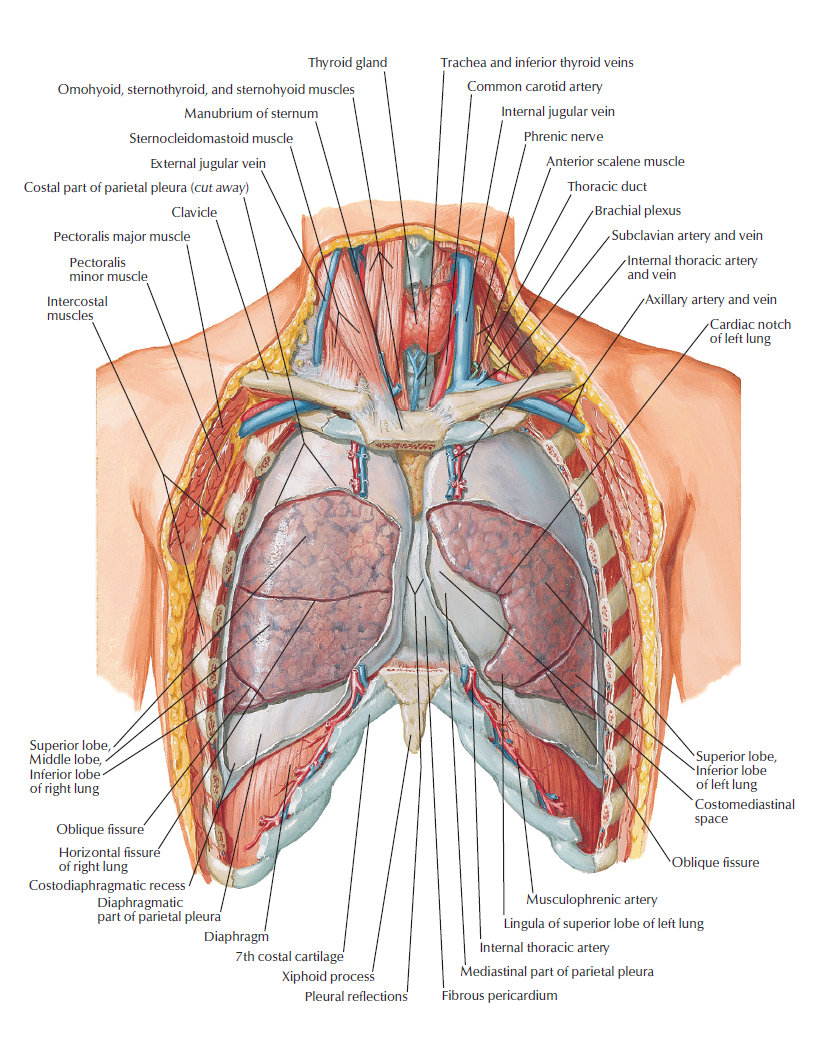 Thyroid gland
Omohyoid, sternothyroid, and sternohyoid muscles
Manubrium of sternum
Sternocleidomastoid muscle
External jugular vein
Costal part of parietal pleura (cut away)
Clavicle
Pectoralis major muscle
Pectoralis
minor muscle
Intercostal
muscles
Trachea and inferior thyroid veins
Common carotid artery
Internal jugular vein
Phrenic nerve
Anterior scalene muscle
Thoracic duct
Brachial plexus
Subclavian artery and vein
Internal thoracic artery
and vein
Axillary artery and vein
Cardiac notch
of left lung
Superior lobe,
Middle lobe,
Inferior lobe
of right lung
Oblique fissure
Horizontal fissure
of right lung
Costodiaphragmatic recess
Diaphragmatic
part of parietal pleura
Diaphragm
7th costal cartilage
Xiphoid process
Pleural reflections
Superior lobe,
Inferior lobe
of left lung
Costomediastinal
space
Oblique fissure
Musculophrenic artery
Lingula of superior lobe of left lung
Internal thoracic artery
Mediastinal part of parietal pleura
Fibrous pericardium